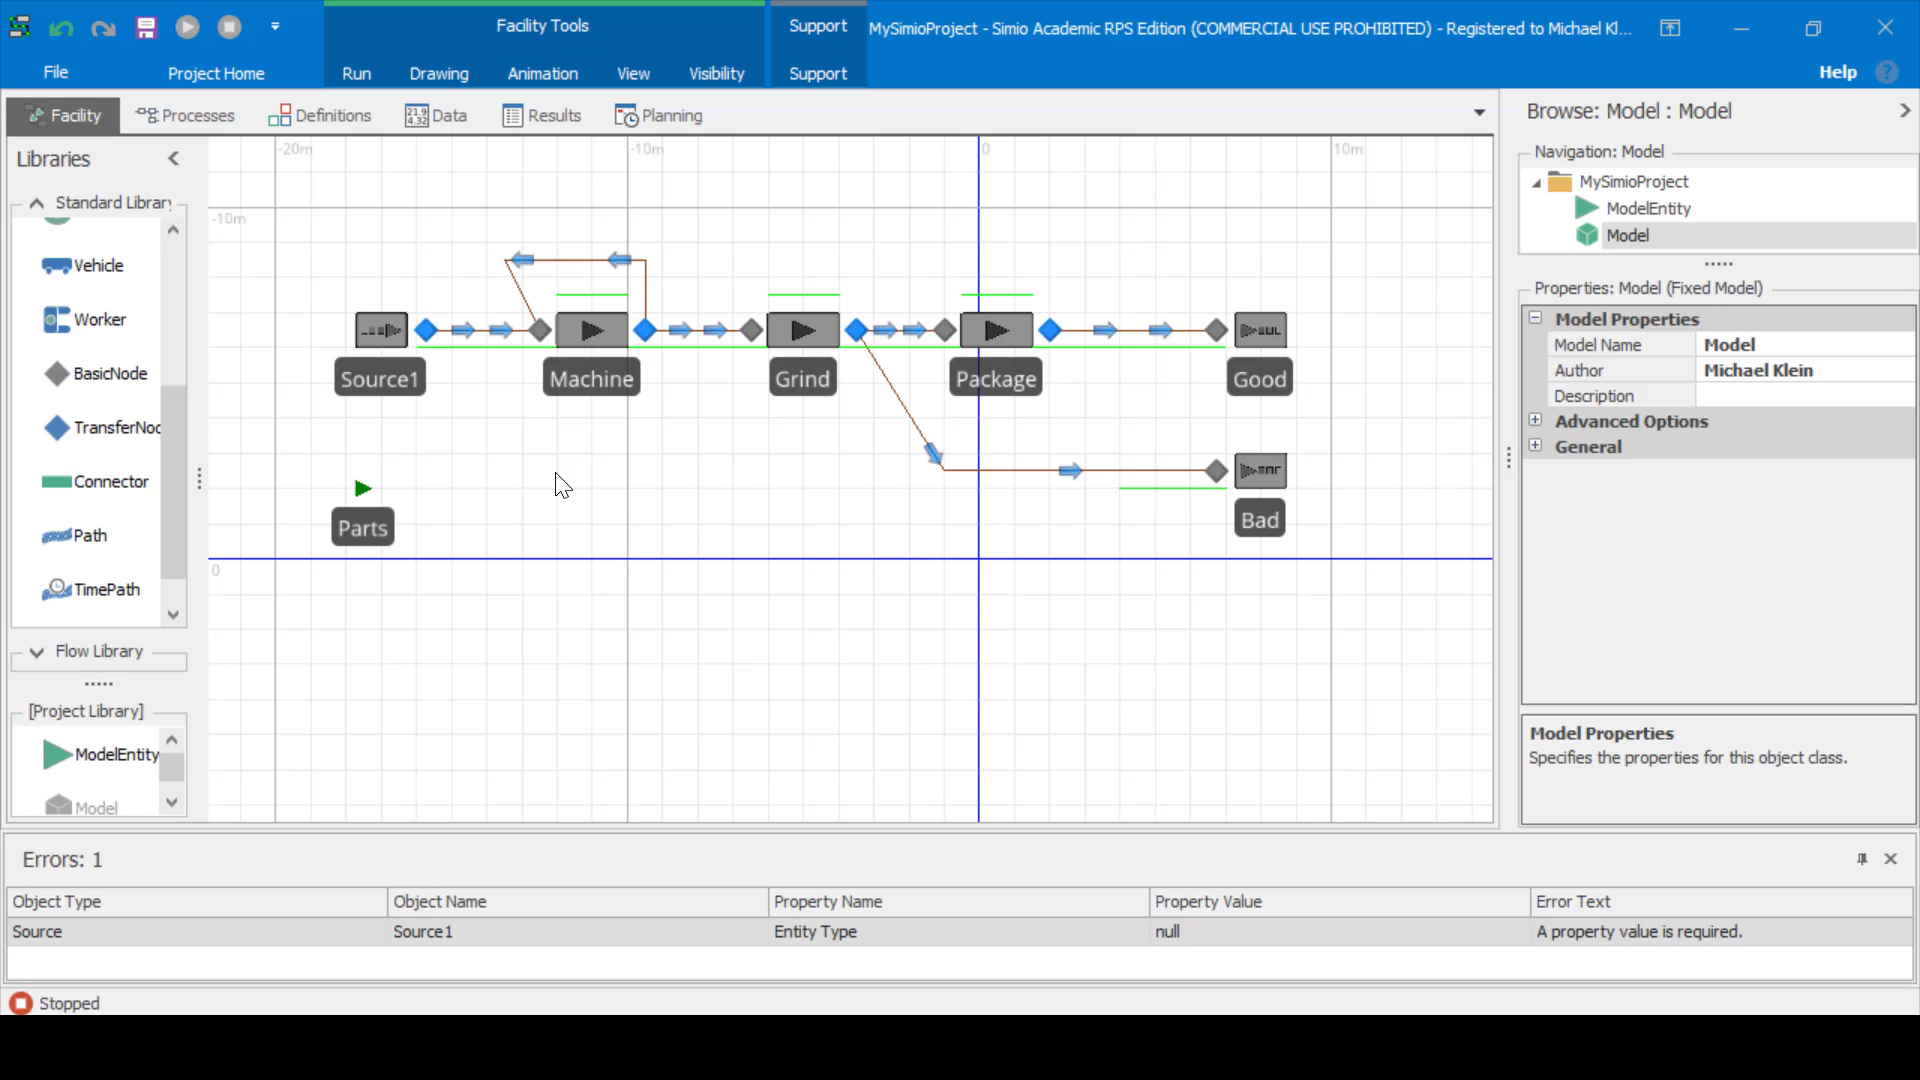 Facility Tools
Support
MySimioProject - Simio Academic RPS Edition (COMMERCIAL USE PROHIBITED) - Registered to Michael Kl...
File
Project Home
Run
Drawing
Animation
View
Visibility
Support
Help
?
Facility
Processes
Definitions
21.9
4.32
Data
Results
Planning
Browse: Model : Model
Libraries
Standard Library
Vehicle
Worker
BasicNode
TransferNod
Connector
Path
TimePath
Flow Library
[Project Library]
ModelEntity
Model
-20m
-10m
0
10m
-10m
0
Source1
Machine
Grind
Package
Good
Parts
Bad
Navigation: Model
MySimioProject
ModelEntity
Model
Properties: Model (Fixed Model)
Model Properties
Model Name
Model
Author
Michael Klein
Description
Advanced Options
General
Model Properties
Specifies the properties for this object class.
Errors: 1
Object Type
Object Name
Property Name
Property Value
Error Text
Source
Source1
Entity Type
null
A property value is required.
Stopped